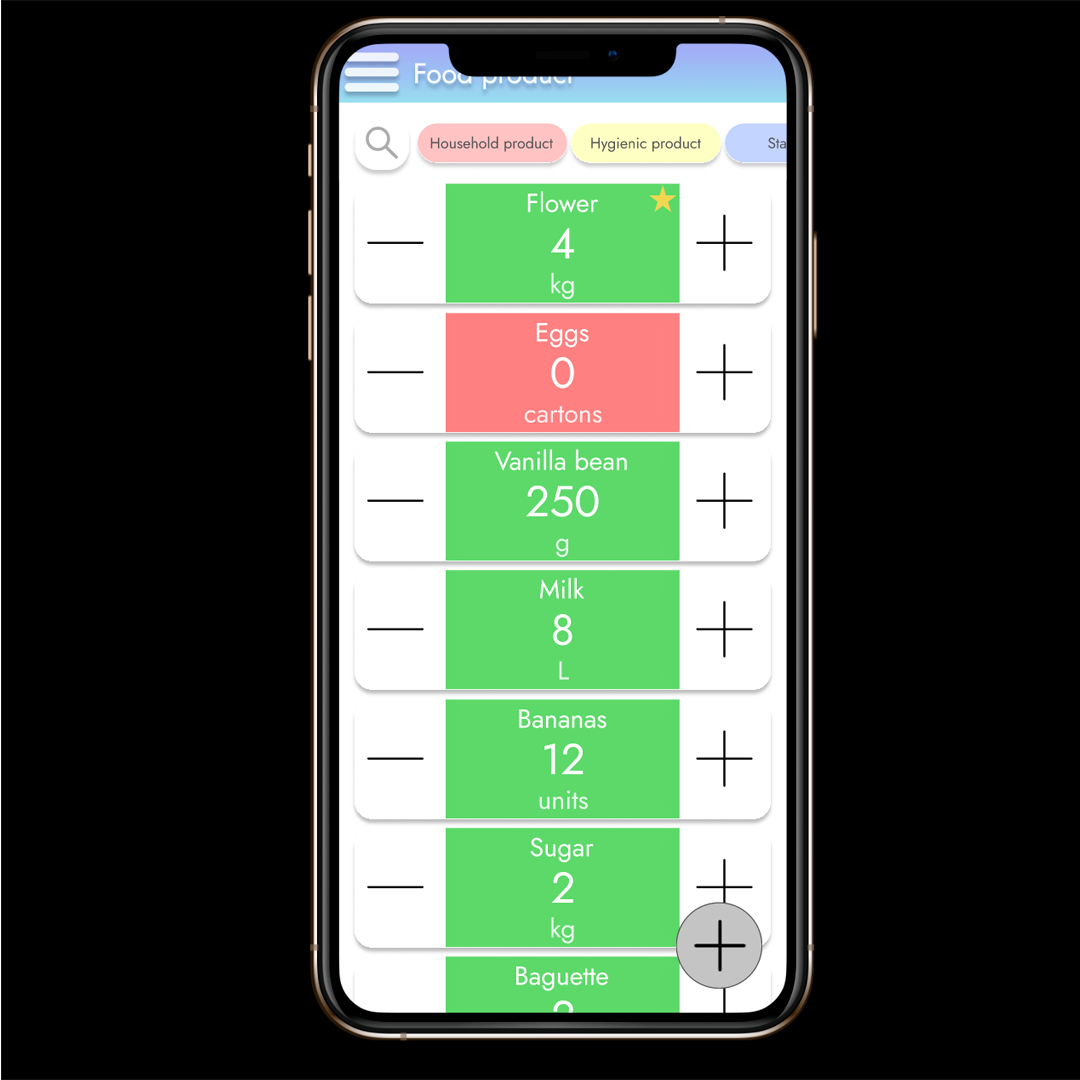 Food product
Household product
Hygienic product
Sta
Flower
4
kg
Eggs
0
cartons
Vanilla bean
250
g
Milk
8
L
Bananas
12
units
Sugar
2
kg
Baguette